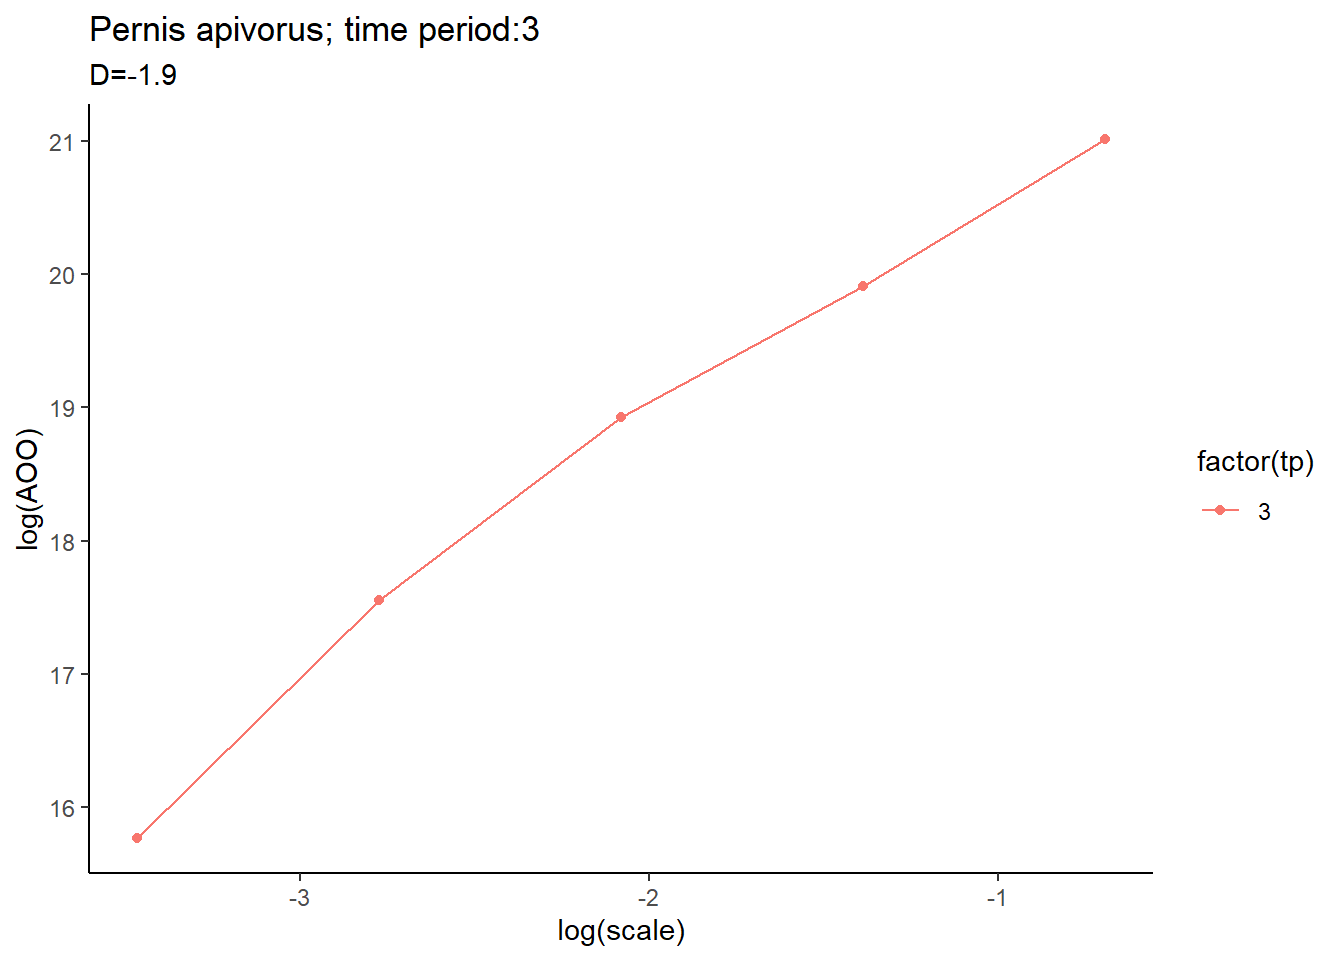 Pernis apivorus; time period:3
D=-1.9
21
20
19
18
17
16
log(AOO)
-3
-2
-1
log(scale)
factor(tp)
3